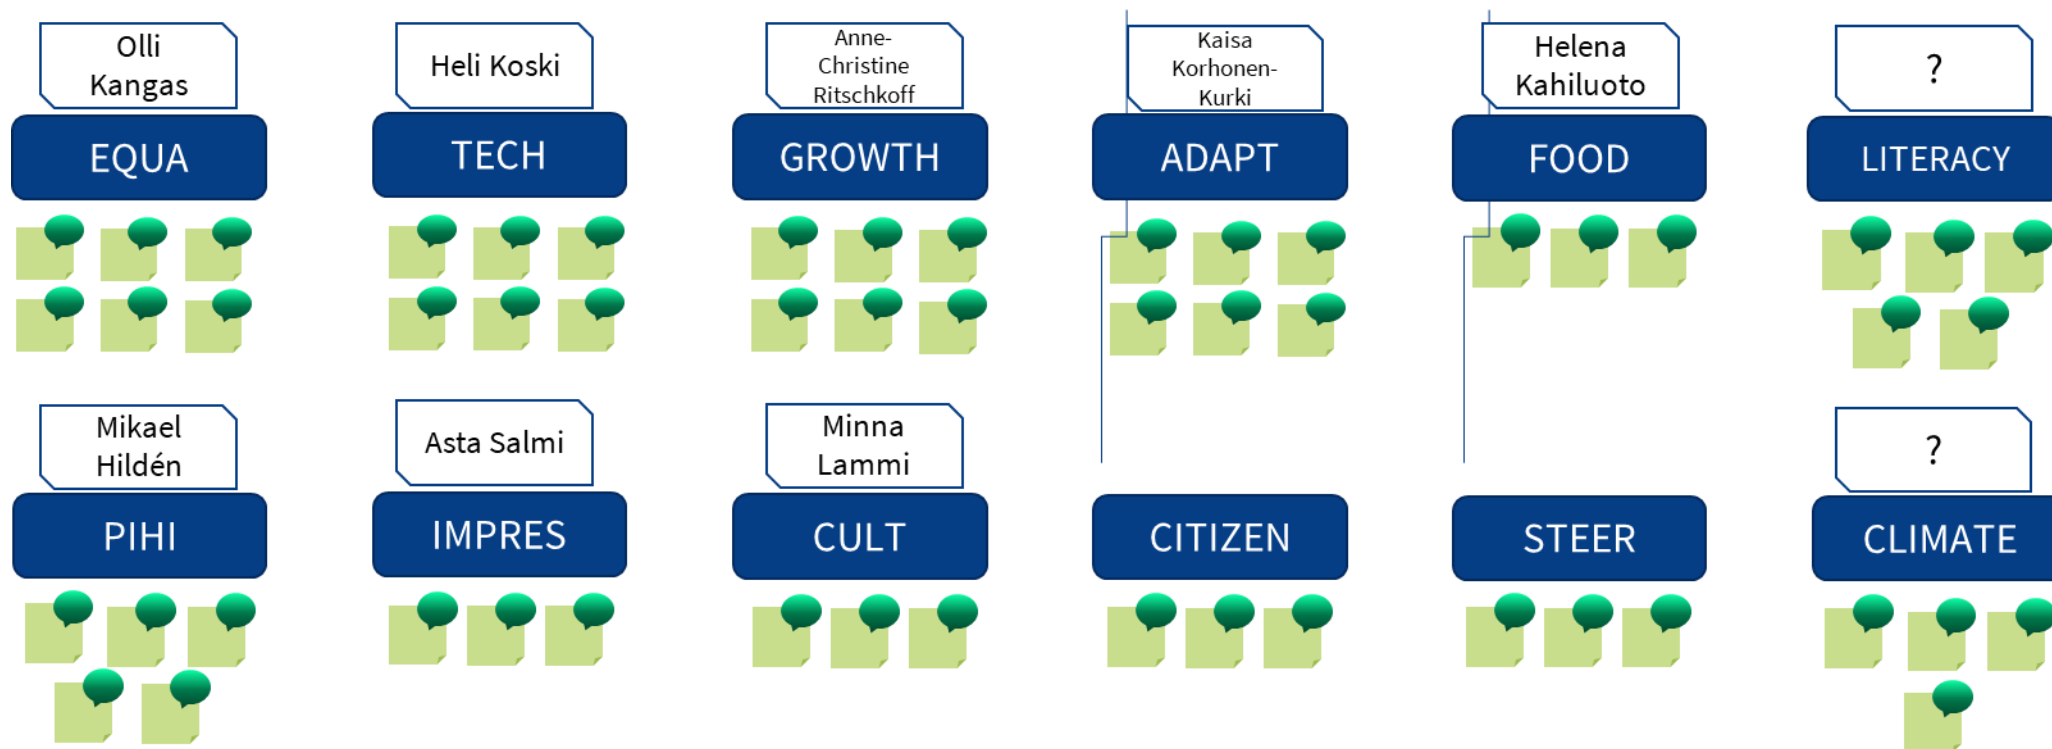 Olli
Kangas
Heli Koski
Anne-
Christine
Ritschkoff
Kaisa
Korhonen-
Kurki
Helena
Kahiluoto
?
EQUA
TECH
GROWTH
ADAPT
FOOD
LITERACY
Mikael
Hildén
Asta Salmi
Minna
Lammi
?
PIHI
IMPRES
CULT
CITIZEN
STEER
CLIMATE